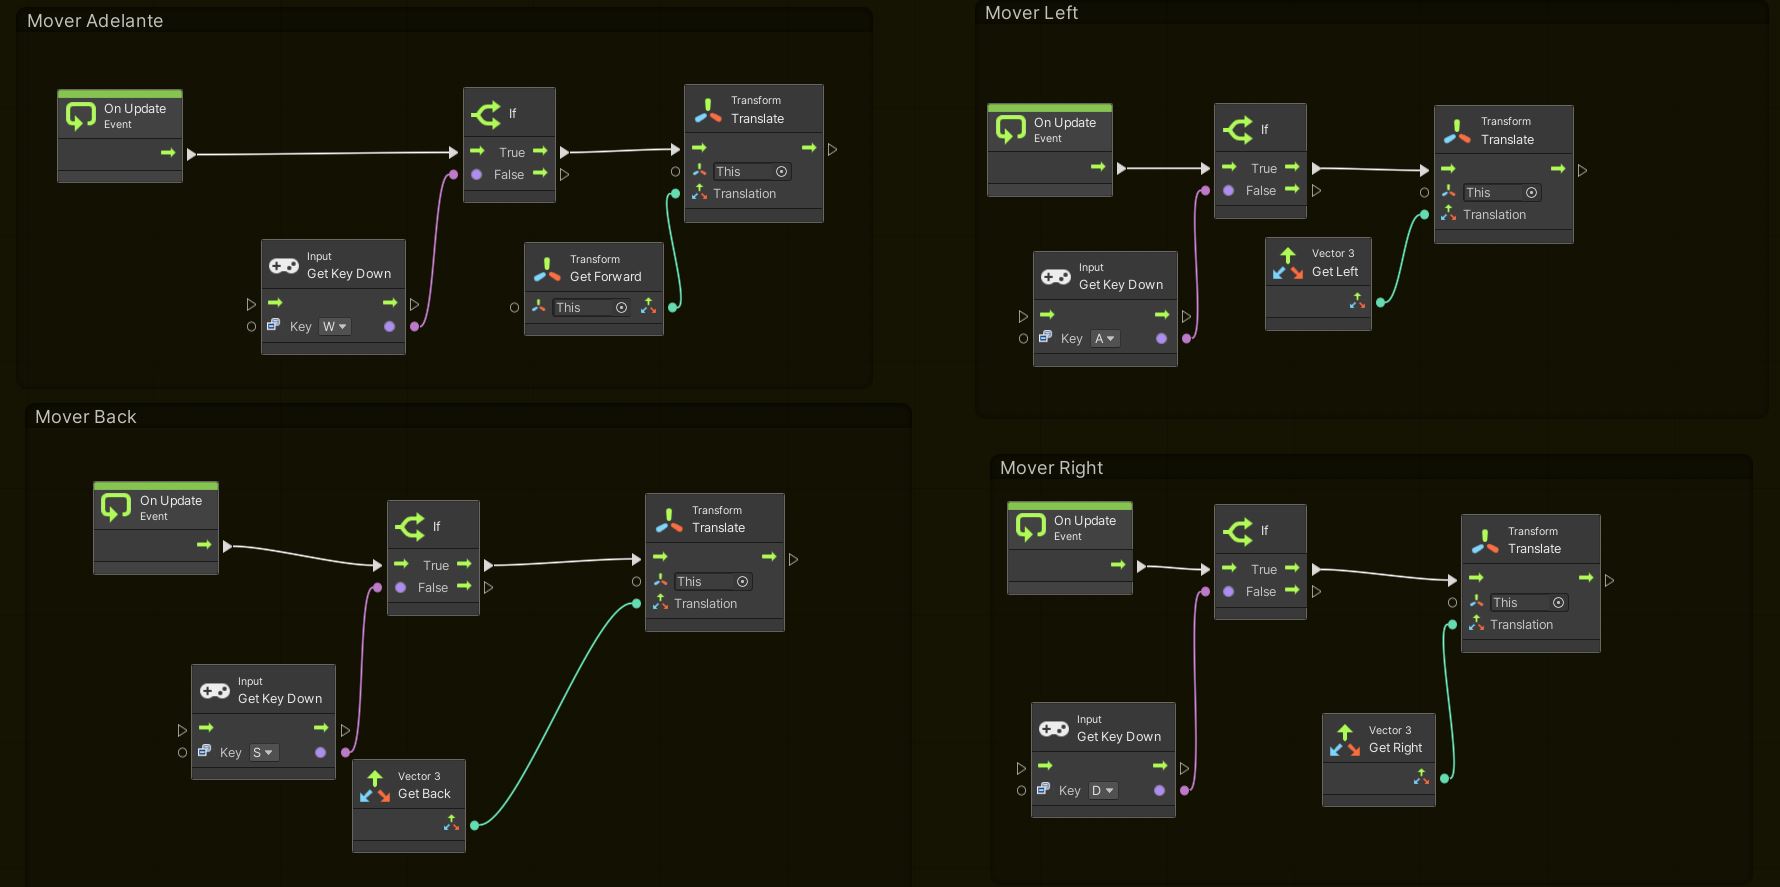 Mover Adelante
On Update
Event
If
True
False
Transform
Translate
This
Translation
Input
Get Key Down
Key W
Transform
Get Forward
This
Mover Left
On Update
Event
If
True
False
Transform
Translate
This
Translation
Input
Get Key Down
Key A
Vector 3
Get Left
Mover Back
On Update
Event
If
True
False
Transform
Translate
This
Translation
Input
Get Key Down
Key S
Vector 3
Get Back
Mover Right
On Update
Event
If
True
False
Transform
Translate
This
Translation
Input
Get Key Down
Key D
Vector 3
Get Right